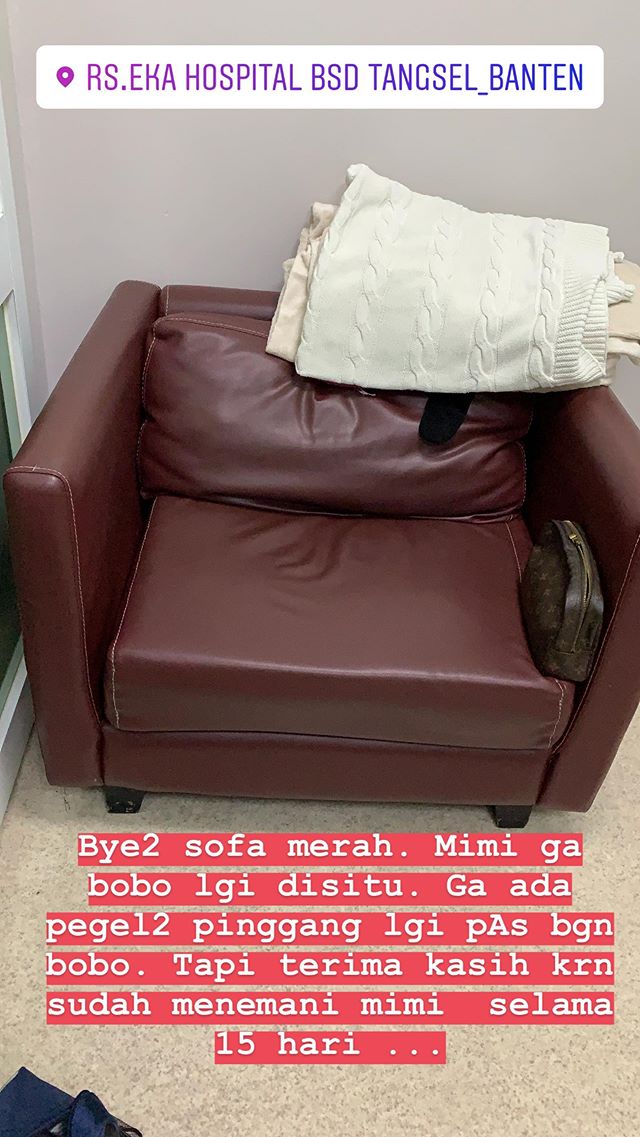 RS.EKA HOSPITAL BSD TANGSEL_BANTEN
Bye2 sofa merah. Mimi ga
bobo lgi disitu. Ga ada
pegel2 pinggang lgi pAs bgn
bobo. Tapi terima kasih krn
sudah menemani mimi selama
15 hari ...